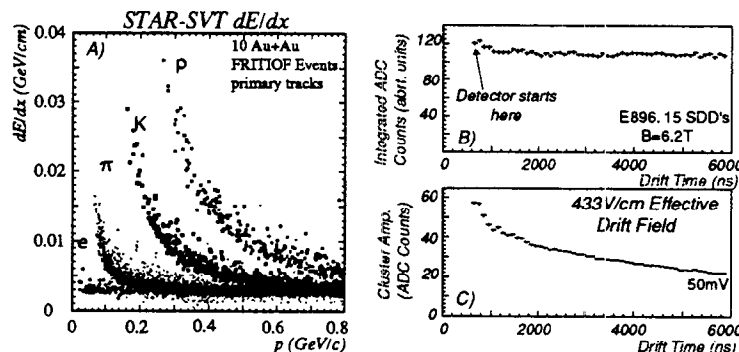 STAR-SVT dE/dx
dE/dx (GeV/cm)
0.04
0.03
0.02
0.01
0
A)
10 Au+Au
FRITIOF Events
primary tracks
e
π
K
p
0
0.2
0.4
0.6
0.8
p (GeV/c)
Integrated ADC
Counts (abrt. units)
120
80
40
Detector starts
here
B)
E896. 15 SDD's
B=6.2T
0
2000
4000
6000
Drift Time (ns)
Cluster Amp.
(ADC Counts)
60
40
20
0
433V/cm Effective
Drift Field
50mV
C)
0
2000
4000
6000
Drift Time (ns)